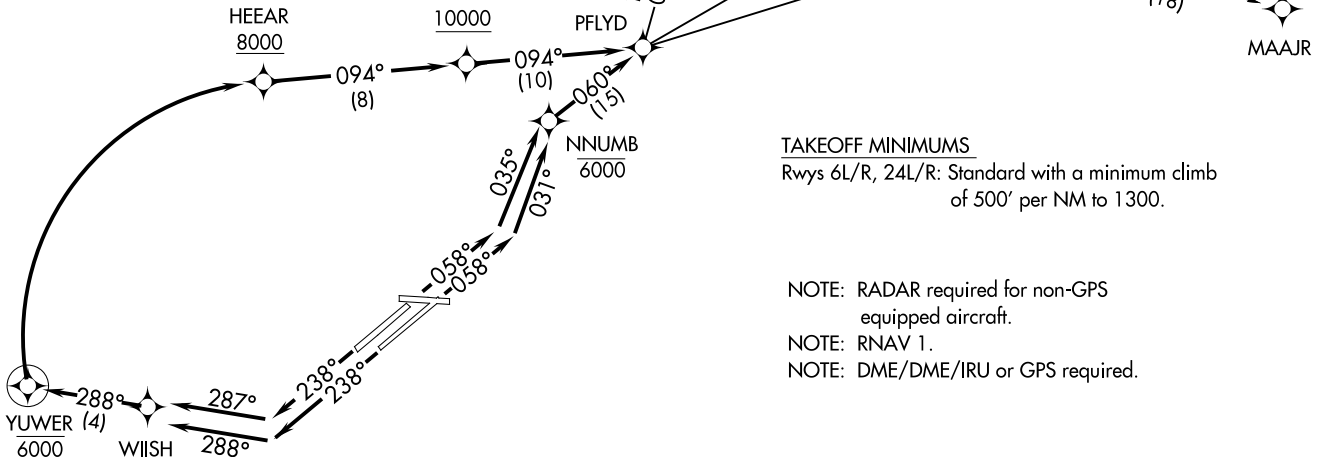 178)
MAAJR
HEEAR
8000
10000
PFLYD
094°
(8)
094°
(10)
060°
(15)
NNUMB
6000
035°
031°
058°
058°
TAKEOFF MINIMUMS
Rwys 6L/R, 24L/R: Standard with a minimum climb
of 500' per NM to 1300.
NOTE: RADAR required for non-GPS
equipped aircraft.
NOTE: RNAV 1.
NOTE: DME/DME/IRU or GPS required.
238°
238°
287°
288°
288°
(4)
YUWER
6000
WIISH